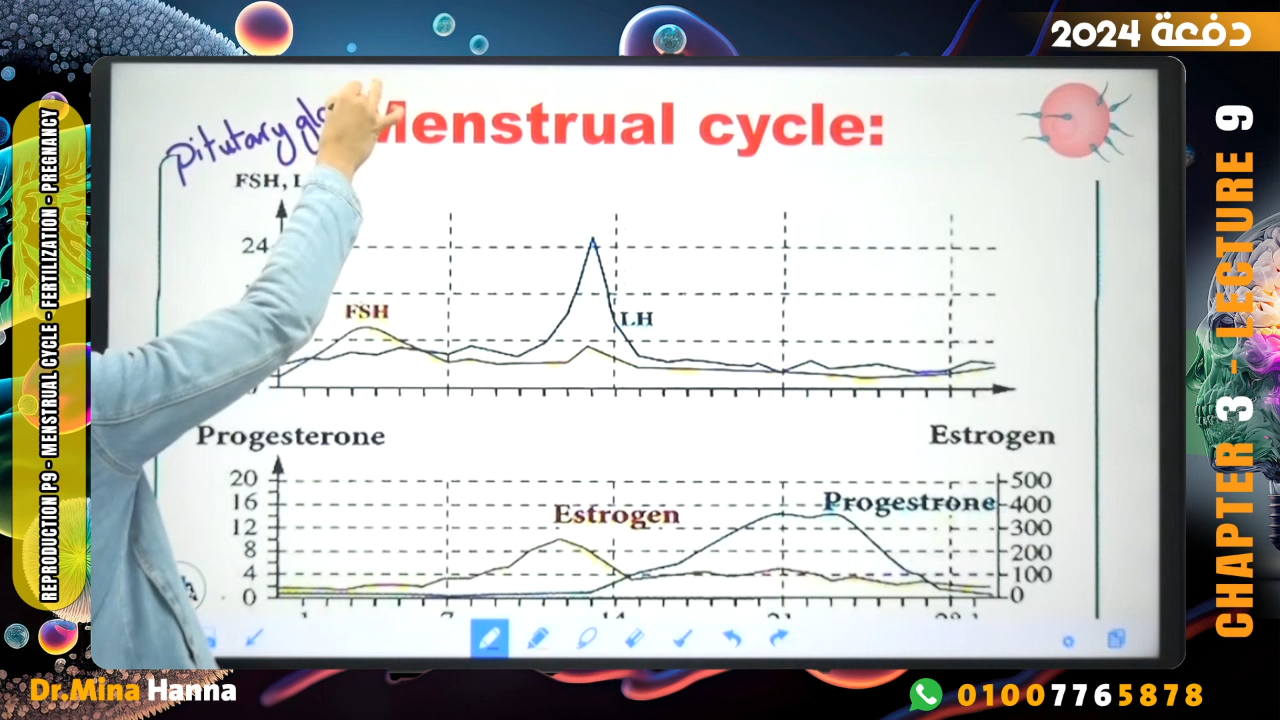 دفعة 2024
REPRODUCTION P9 - MENSTRUAL CYCLE - FERTILIZATION - PREGNANCY
CHAPTER 3 - LECTURE 9
pitutary
Menstrual cycle:
FSH, L
24
FSH
LH
Progesterone
Estrogen
20
16
12
8
4
0
Estrogen
Progestrone
500
400
300
200
100
0
7
14
21
28
Dr.Mina Hanna
01007765878